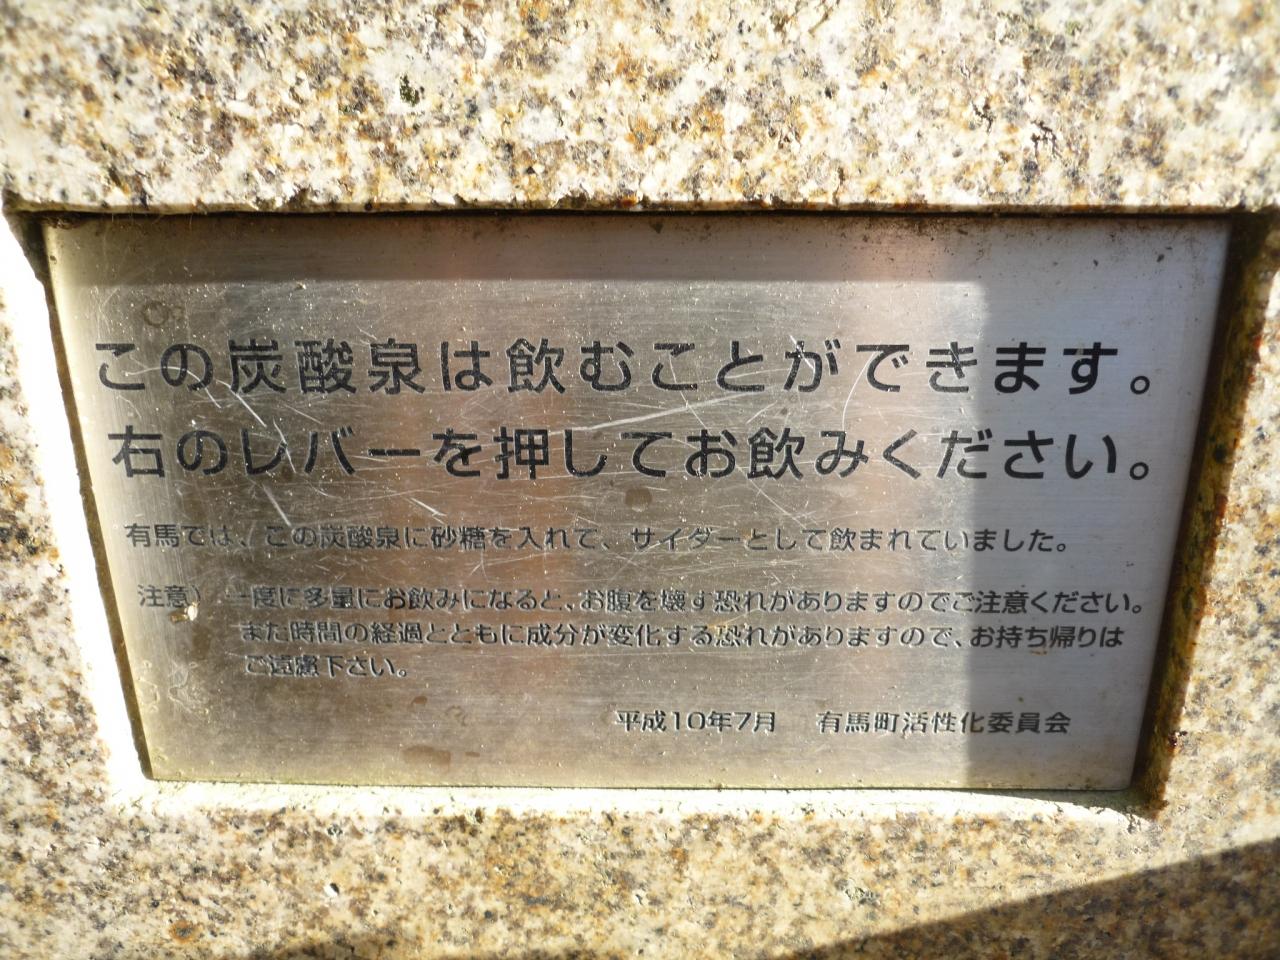 この炭酸泉は飲むことができます。
右のレバーを押してお飲みください。
有馬では、この炭酸泉に砂糖を入れて、サイダーとして飲まれていました。
注意） 一度に多量にお飲みになると、お腹を壊す恐れがありますのでご注意ください。
また時間の経過とともに成分が変化する恐れがありますので、お持ち帰りは
ご遠慮下さい。
平成10年7月 有馬町活性化委員会